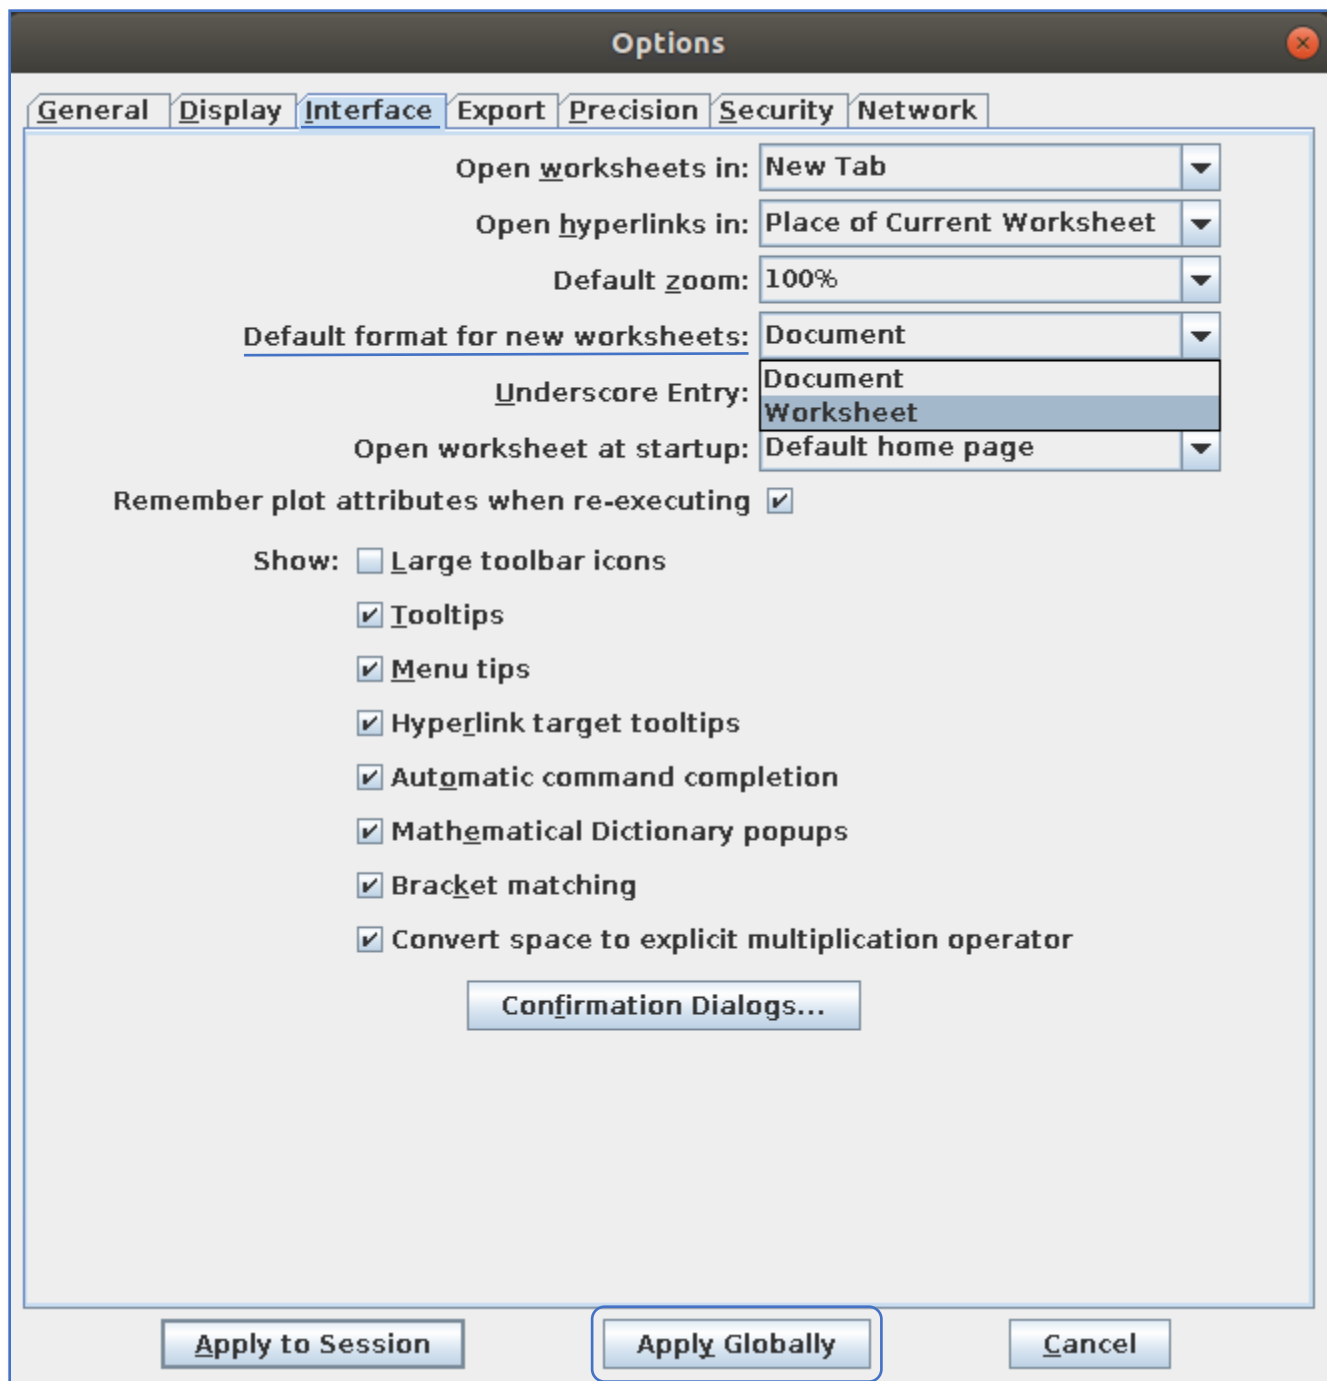 Options
General Display Interface Export Precision Security Network
Open worksheets in: New Tab
Open hyperlinks in: Place of Current Worksheet
Default zoom: 100%
Default format for new worksheets: Document
Document
Underscore Entry:
Worksheet
Open worksheet at startup: Default home page
Remember plot attributes when re-executing
Show: Large toolbar icons
Tooltips
Menu tips
Hyperlink target tooltips
Automatic command completion
Mathematical Dictionary popups
Bracket matching
Convert space to explicit multiplication operator
Confirmation Dialogs...
Apply to Session Apply Globally Cancel